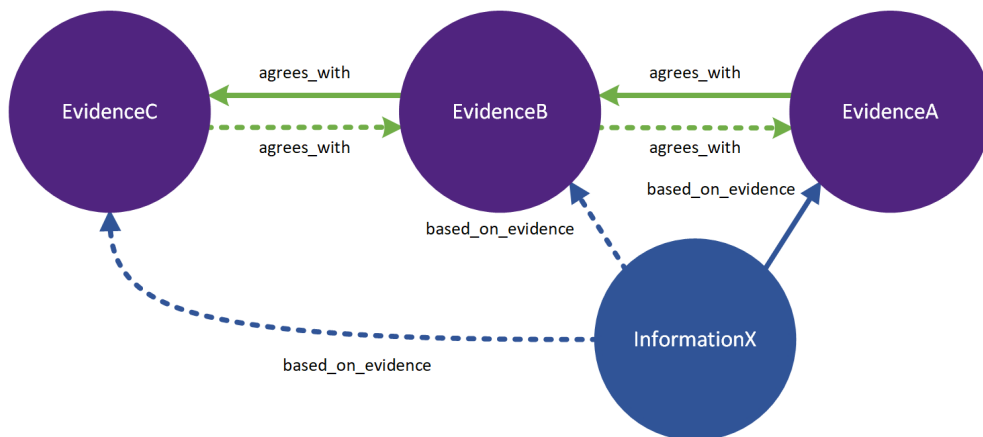 agrees_with
agrees_with
EvidenceC
EvidenceB
EvidenceA
agrees_with
agrees_with
based_on_evidence
based_on_evidence
InformationX
based_on_evidence